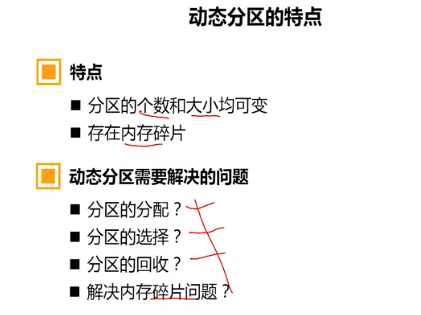 动态分区的特点
特点
分区的个数和大小均可变
存在内存碎片
动态分区需要解决的问题
分区的分配？
分区的选择？
分区的回收？
解决内存碎片问题？